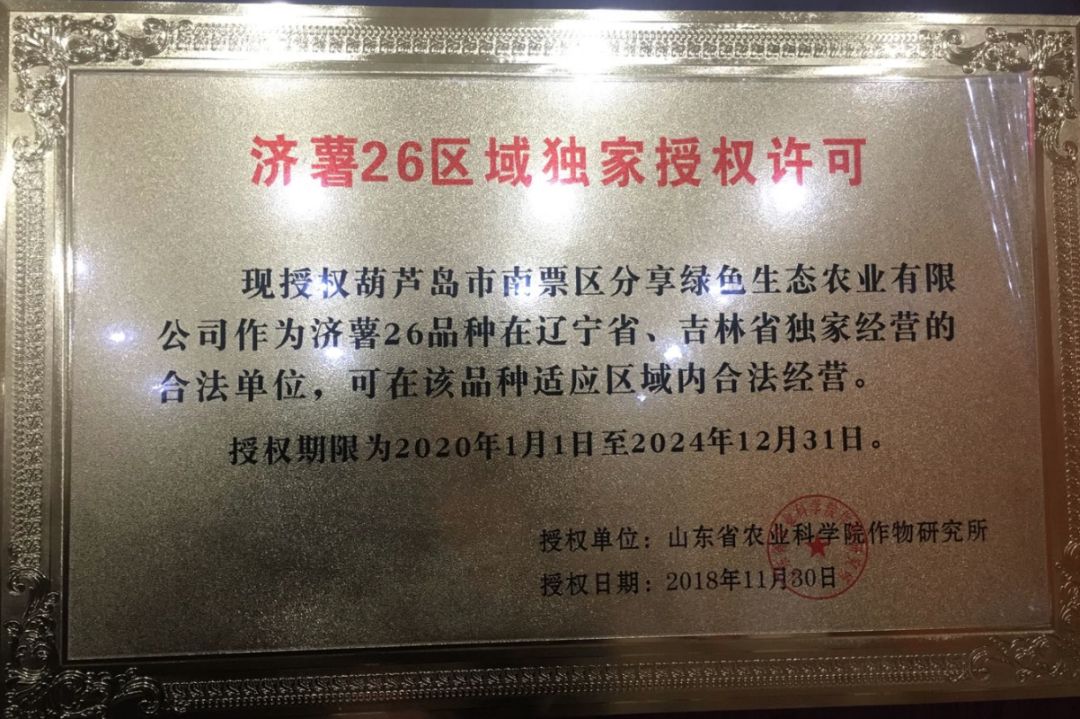 济薯26区域独家授权许可
现授权葫芦岛市南票区分享绿色生态农业有限
公司作为济薯26品种在辽宁省、吉林省独家经营的
合法单位，可在该品种适应区域内合法经营。
授权期限为2020年1月1日至2024年12月31日。
授权单位：山东省农业科学院作物研究所
授权日期：2018年11月30日